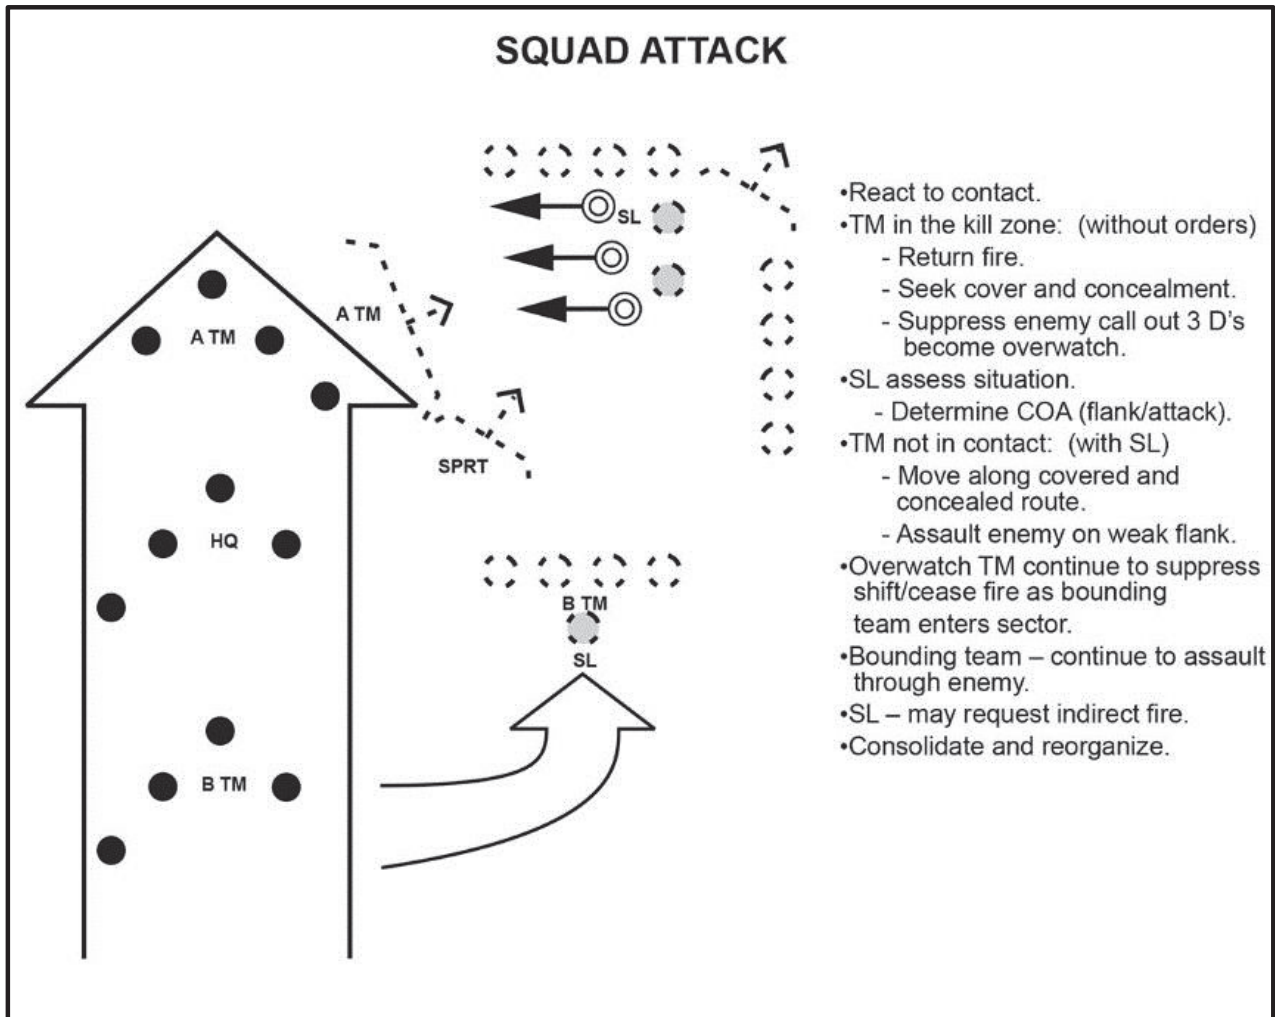 SQUAD ATTACK
SL
A TM
A TM
SPRT
HQ
B TM
SL
B TM
•React to contact.
•TM in the kill zone:  (without orders)
- Return fire.
- Seek cover and concealment.
- Suppress enemy call out 3 D's
become overwatch.
•SL assess situation.
- Determine COA (flank/attack).
•TM not in contact:  (with SL)
- Move along covered and
concealed route.
- Assault enemy on weak flank.
•Overwatch TM continue to suppress
shift/cease fire as bounding
team enters sector.
•Bounding team – continue to assault
through enemy.
•SL – may request indirect fire.
•Consolidate and reorganize.